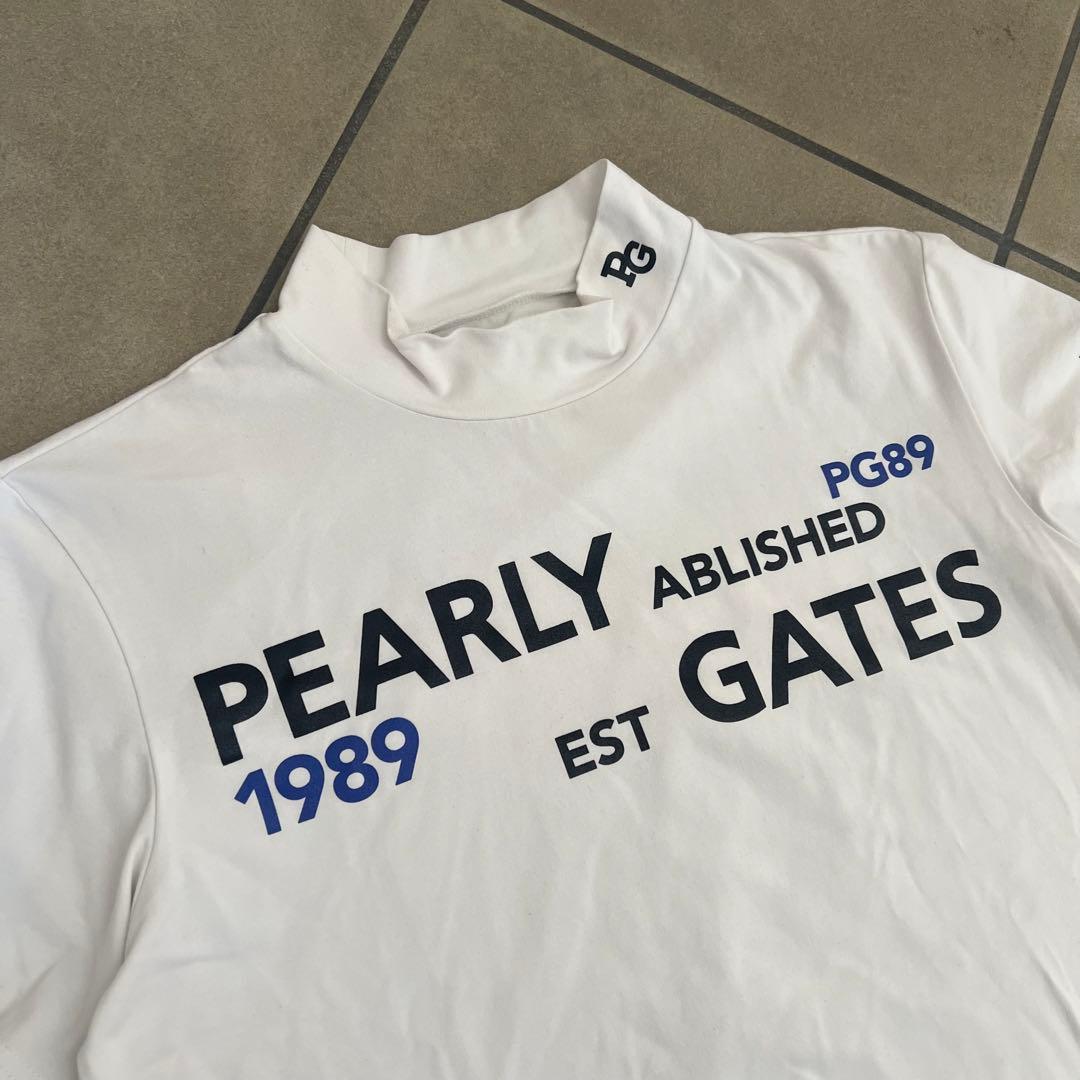 PG
PG89
PEARLY ABLISHED
1989 EST GATES